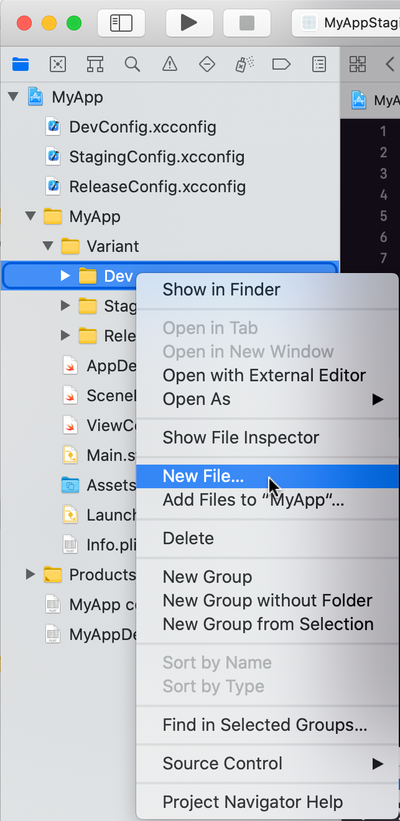 MyAppStagi
MyApp
MyA
DevConfig.xcconfig
StagingConfig.xcconfig
ReleaseConfig.xcconfig
MyApp
Variant
Dev
Stag
Rele
AppDe
SceneD
ViewCo
Main.s
Assets
Launch
Info.pli
Products
MyApp co
MyAppDe
1
2
3
4
5
6
7
Show in Finder
Open in Tab
Open in New Window
Open with External Editor
Open As
Show File Inspector
New File...
Add Files to “MyApp“...
Delete
New Group
New Group without Folder
New Group from Selection
Sort by Name
Sort by Type
Find in Selected Groups...
Source Control
Project Navigator Help